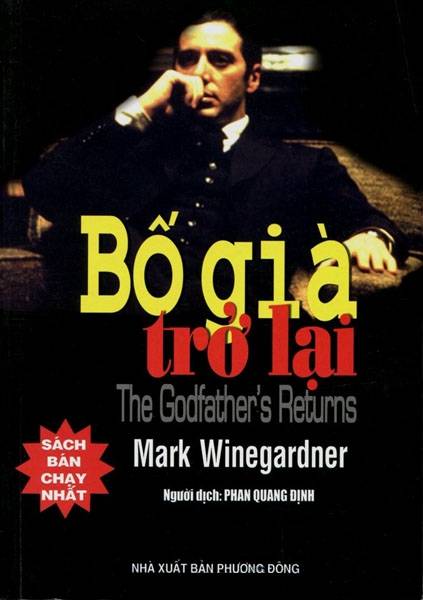 Bố già
trở lại
The Godfather's Returns
Mark Winegardner
Người dịch: PHAN QUANG ĐỊNH
SÁCH
BÁN
CHẠY
NHẤT
NHÀ XUẤT BẢN PHƯƠNG ĐÔNG